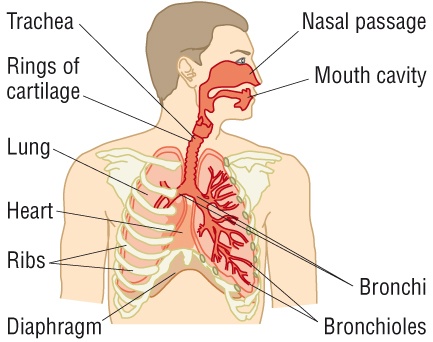 Trachea
Nasal passage
Rings of
cartilage
Mouth cavity
Lung
Heart
Ribs
Bronchi
Diaphragm
Bronchioles